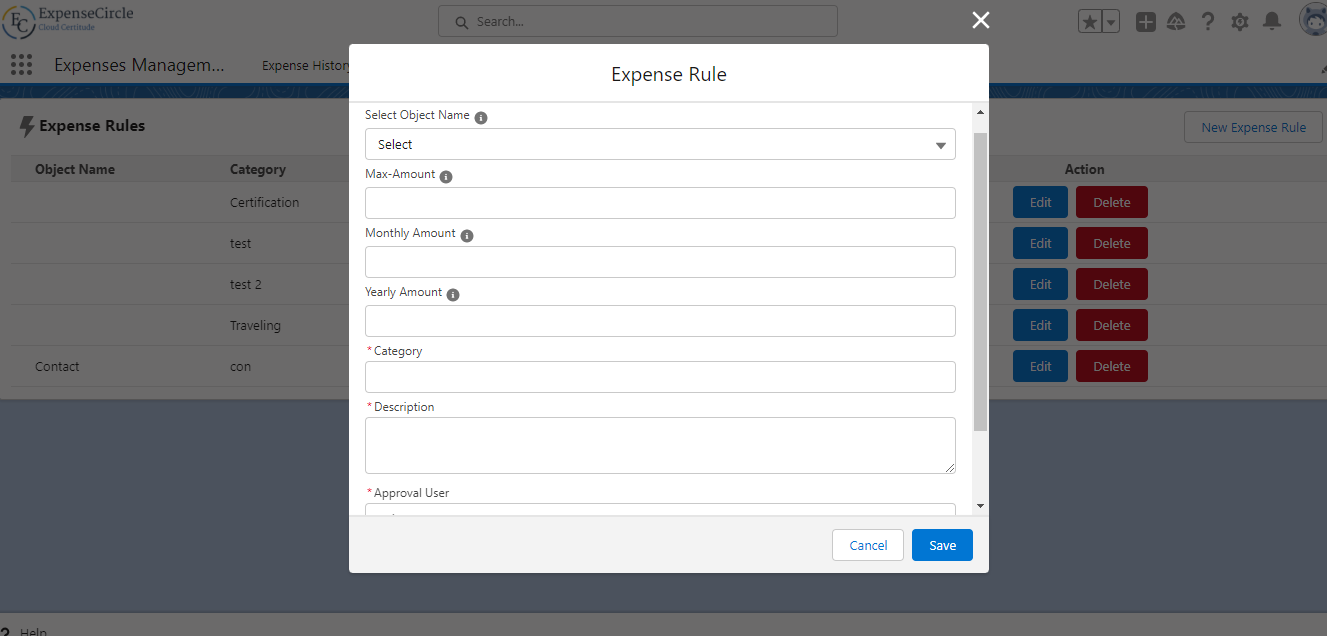 ExpenseCircle
Cloud Certitude
Search...
Expenses Managem...
Expense History
Expense Rules
New Expense Rule
Object Name
Category
Action
Certification
Edit
Delete
test
Edit
Delete
test 2
Edit
Delete
Traveling
Edit
Delete
Contact
con
Edit
Delete
Expense Rule
Select Object Name
Select
Max-Amount
Monthly Amount
Yearly Amount
*Category
*Description
*Approval User
Cancel
Save
Help